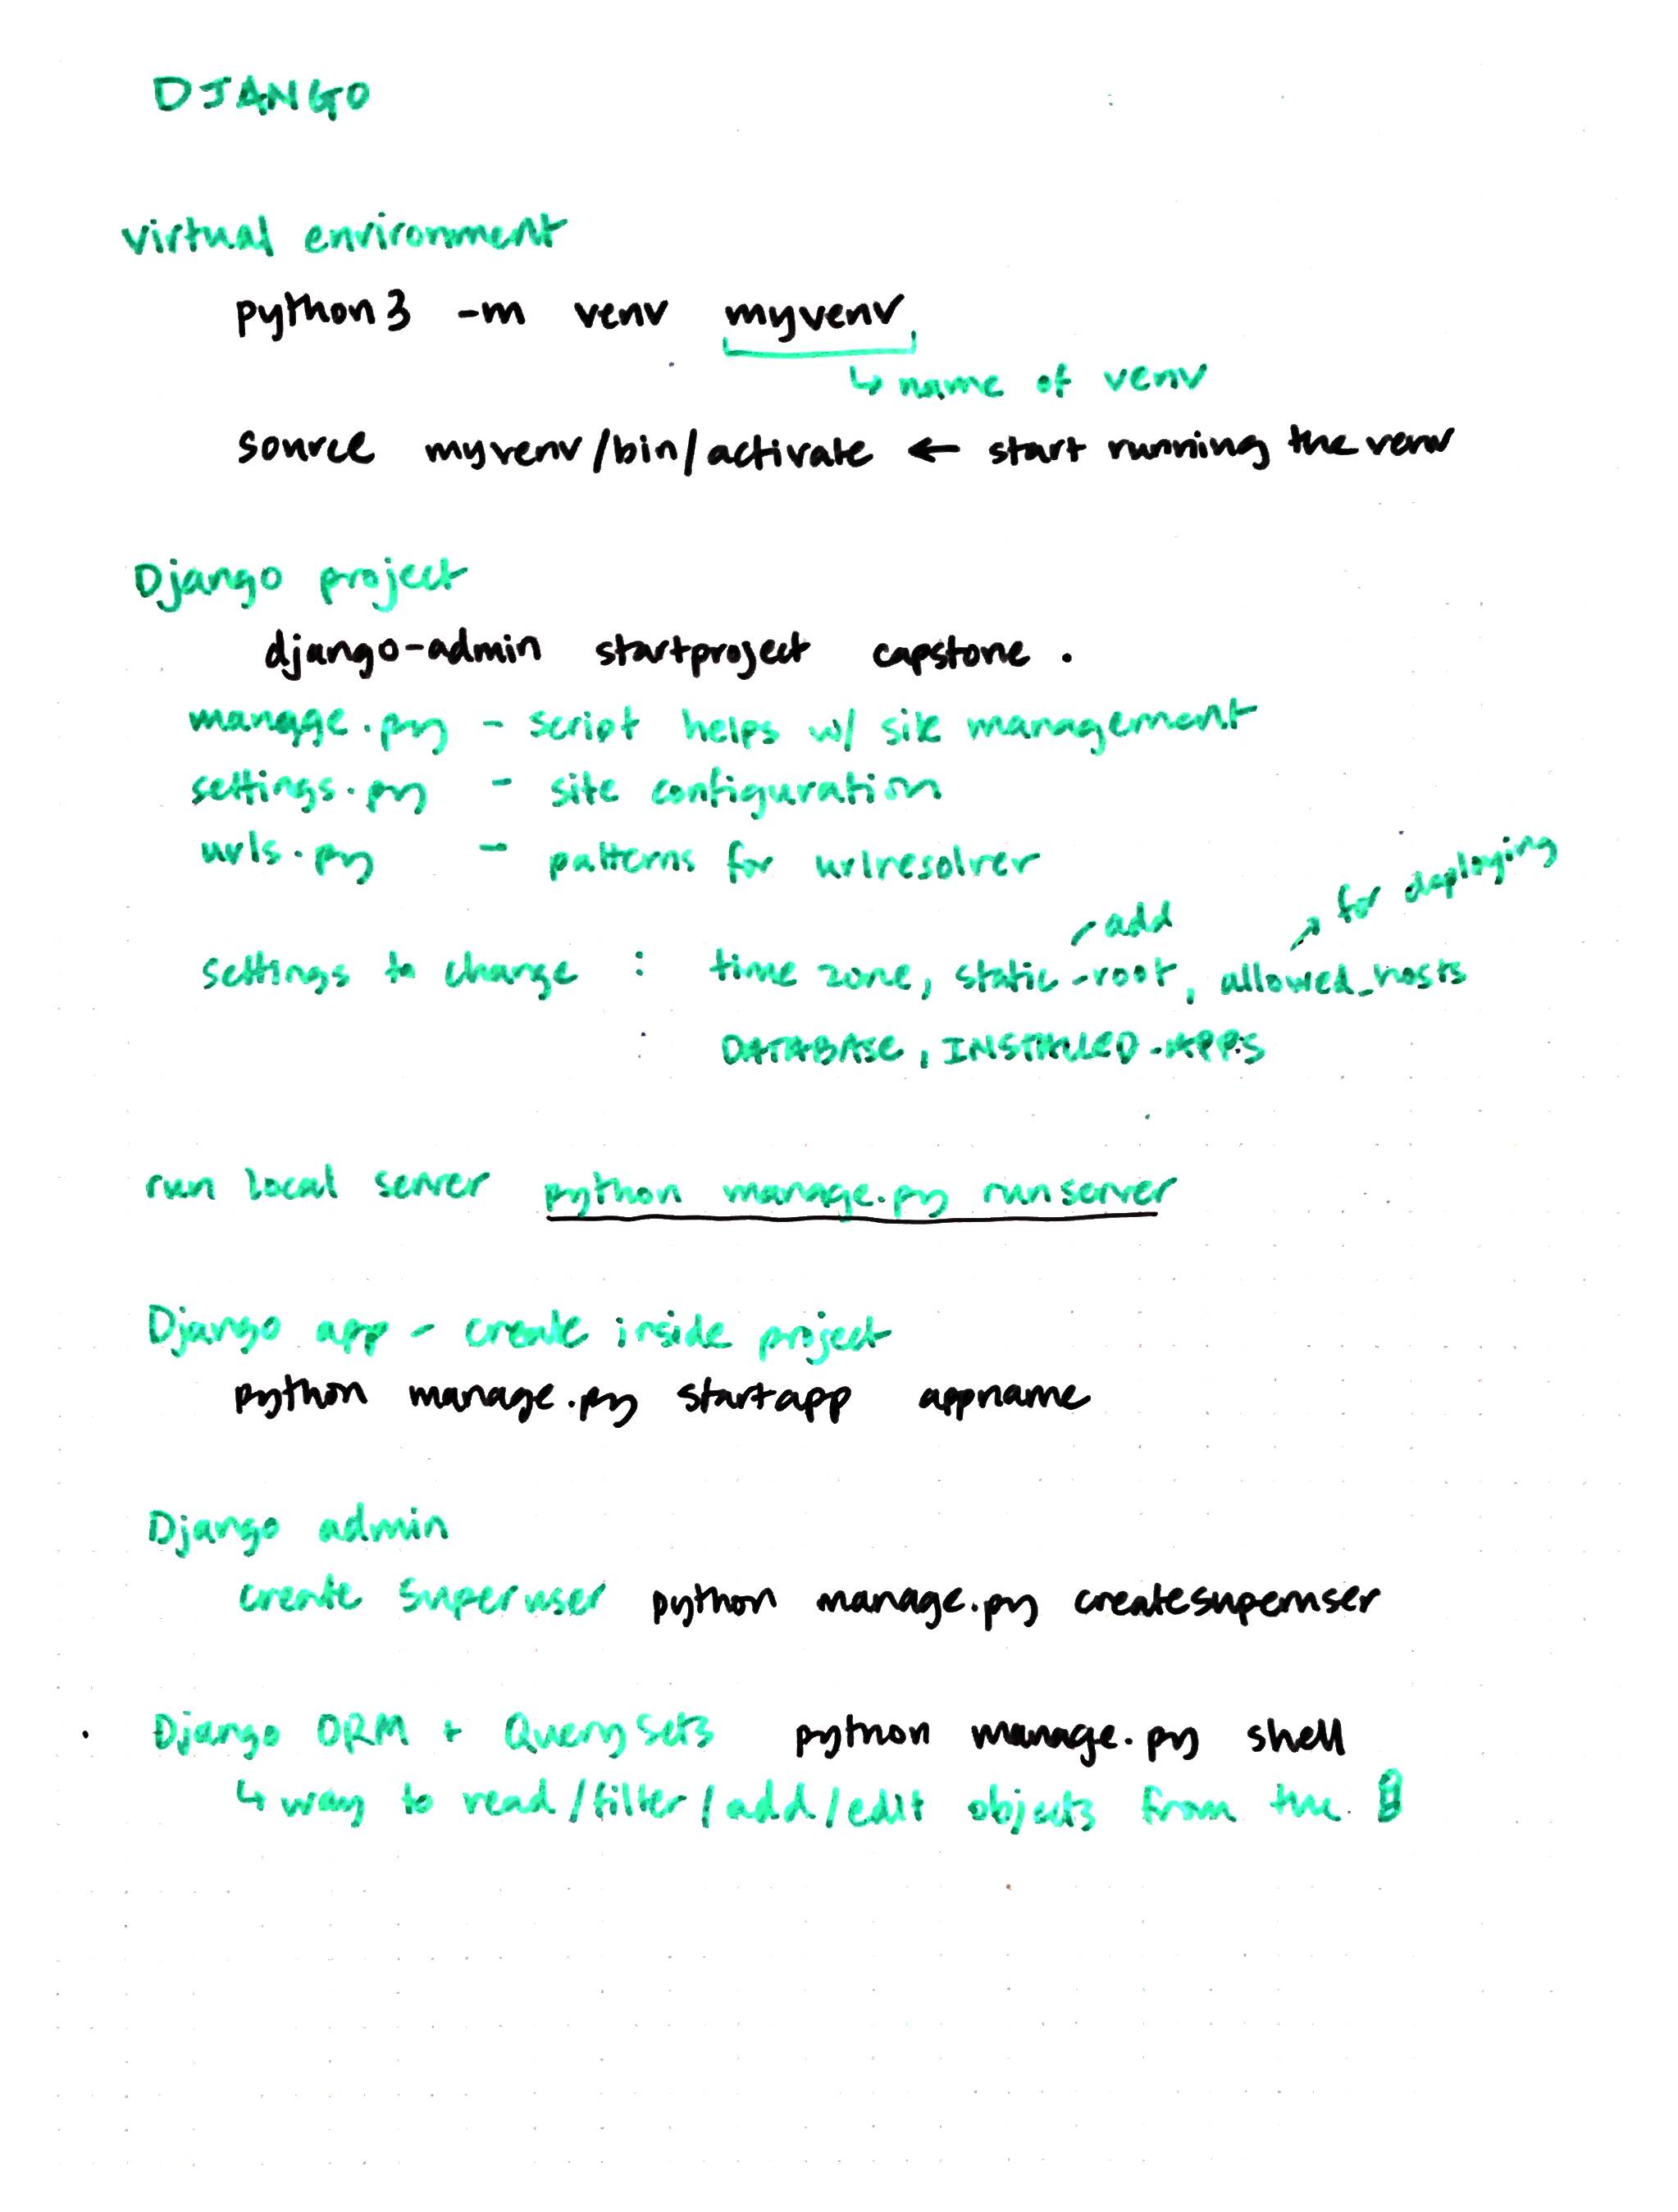 DJANGO
virtual environment
python3 -m venv myvenv
↳ name of venv
source myvenv/bin/activate ← start running the venv
Django project
django-admin startproject capstone .
manage.py - script helps w/ site management
settings.py - site configuration
urls.py - patterns for urlresolver
add
for deploying
settings to change : time zone, static-root, allowed_hosts
: DATABASE, INSTALLED-APPS
run local server python manage.py runserver
Django app - create inside project
python manage.py startapp appname
Django admin
create superuser python manage.py createsuperuser
Django ORM + QuerySets python manage.py shell
↳ way to read/filter/add/edit objects from the